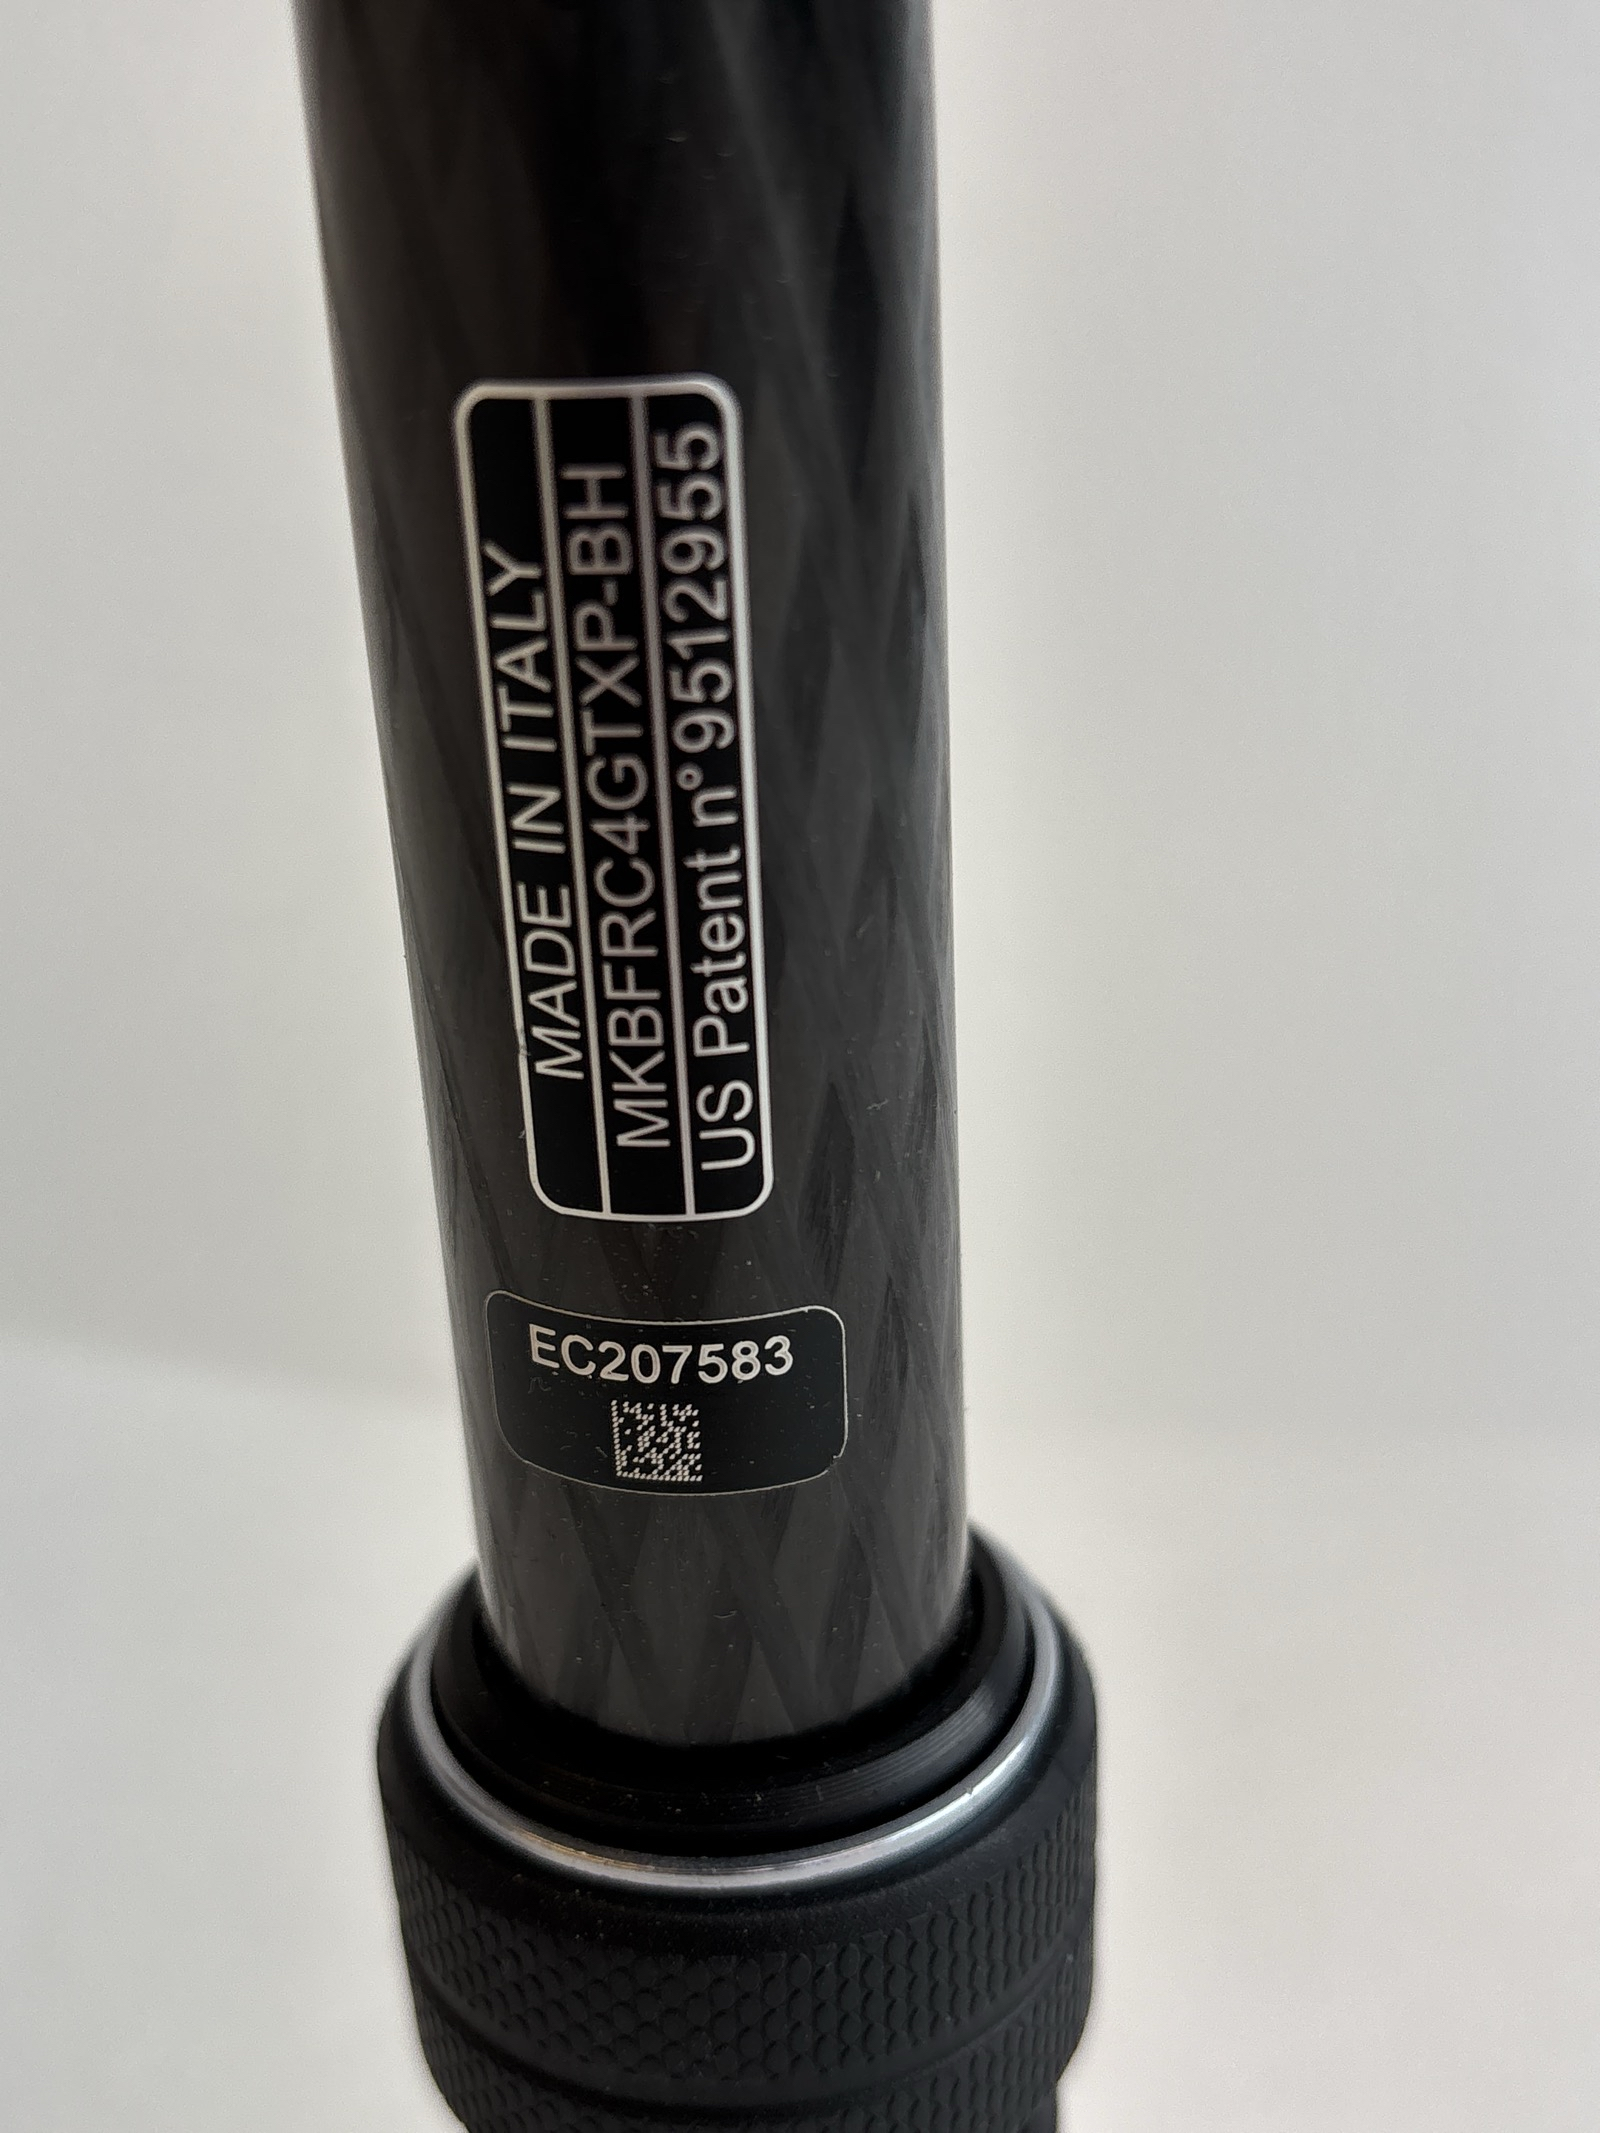 MADE IN ITALY
MKBFRC4GTXP-BH
US Patent n° 9512955
EC207583